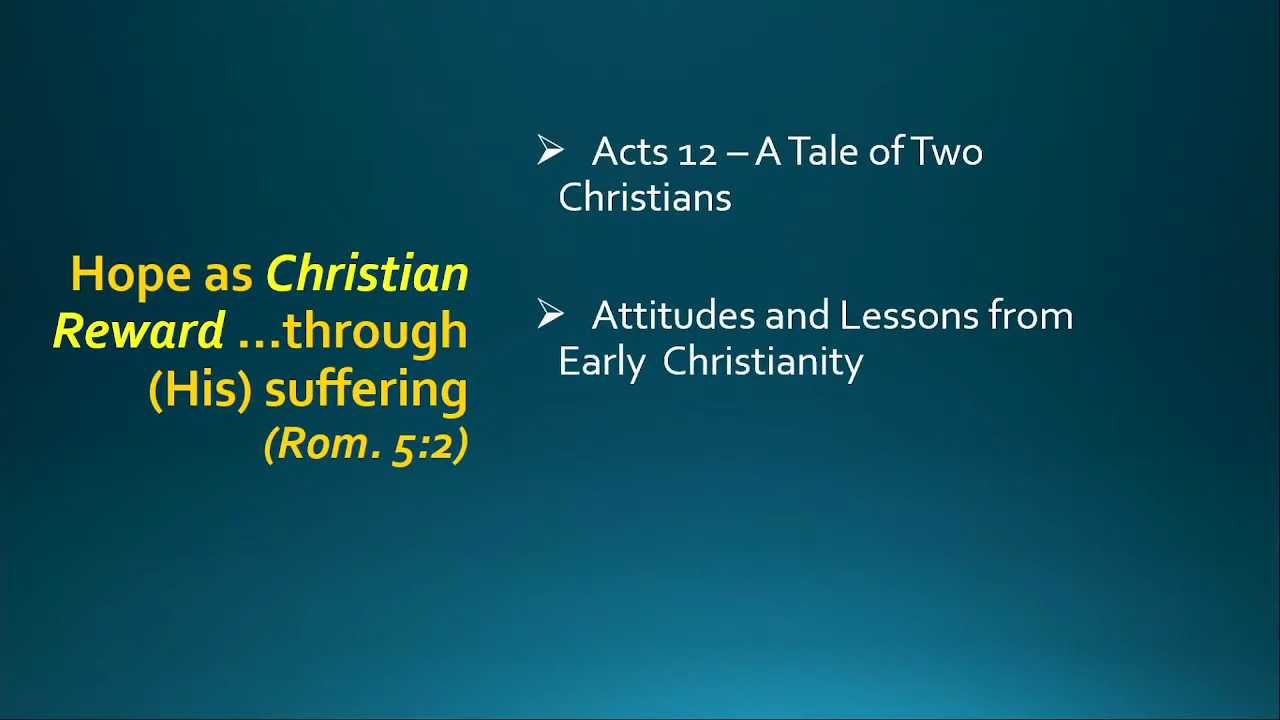 Hope as Christian
Reward ...through
(His) suffering
(Rom. 5:2)
➢ Acts 12 – A Tale of Two
Christians
➢ Attitudes and Lessons from
Early Christianity